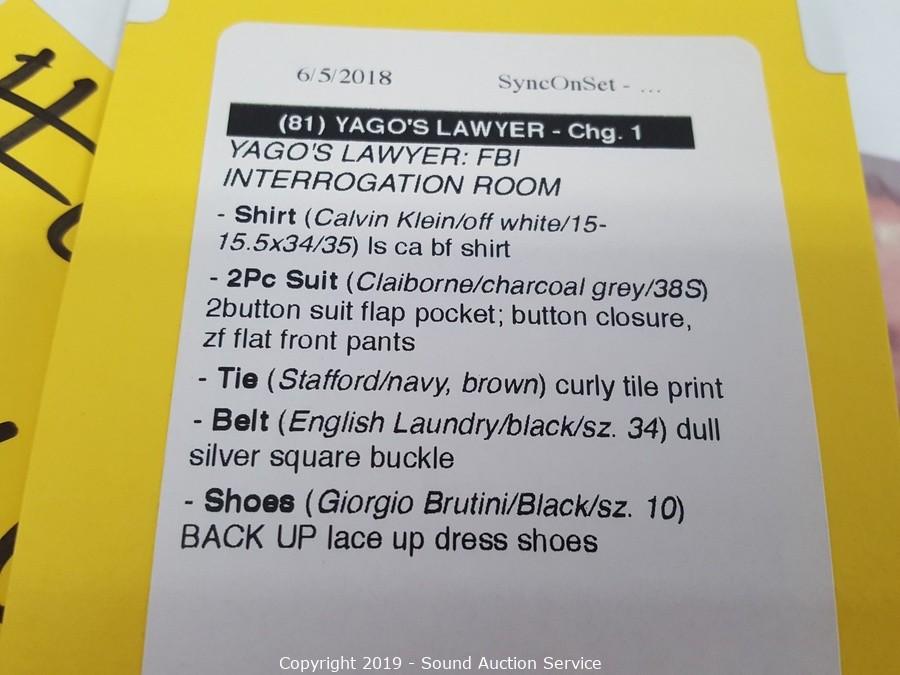 6/5/2018 SyncOnSet - ...
(81) YAGO'S LAWYER - Chg. 1
YAGO'S LAWYER: FBI
INTERROGATION ROOM
- Shirt (Calvin Klein/off white/15-
15.5x34/35) ls ca bf shirt
- 2Pc Suit (Claiborne/charcoal grey/38S)
2button suit flap pocket; button closure,
zf flat front pants
- Tie (Stafford/navy, brown) curly tile print
- Belt (English Laundry/black/sz. 34) dull
silver square buckle
- Shoes (Giorgio Brutini/Black/sz. 10)
BACK UP lace up dress shoes
Copyright 2019 - Sound Auction Service